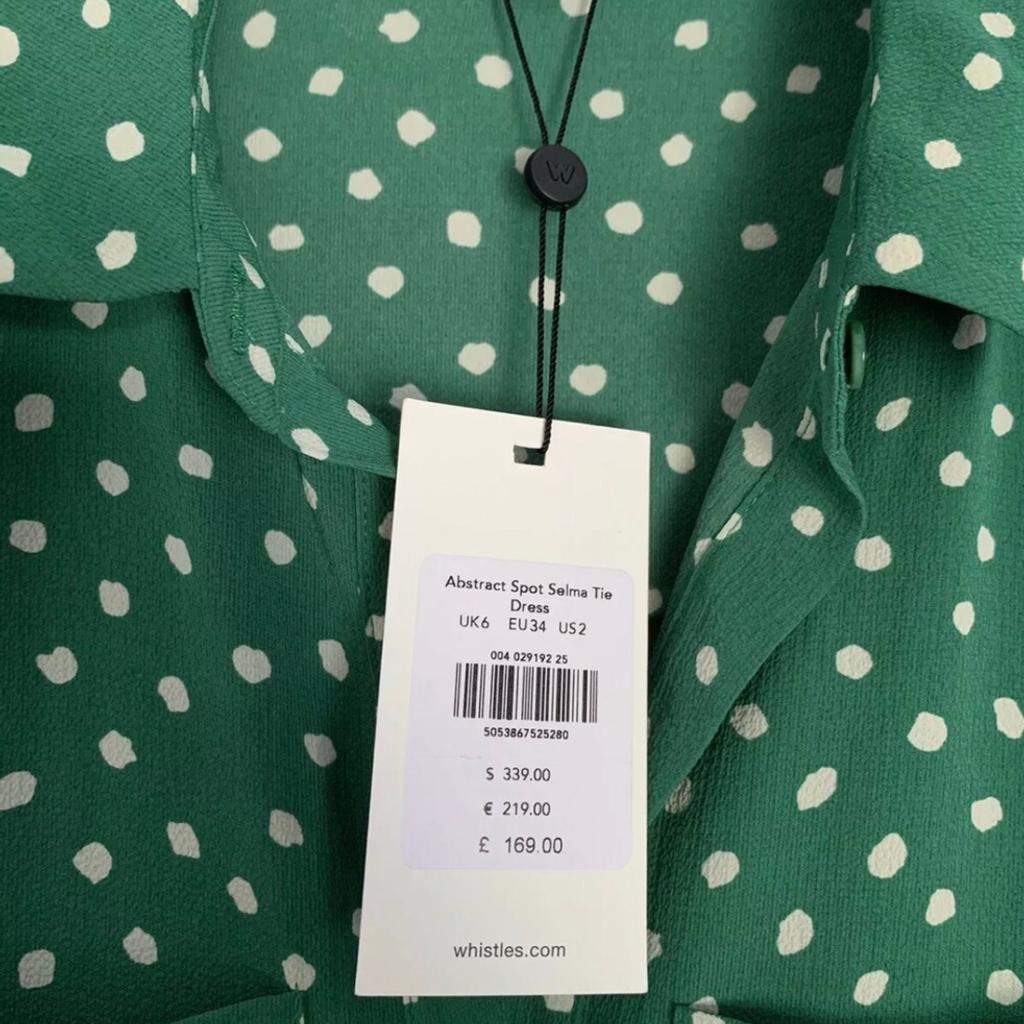 W
Abstract Spot Selma Tie
Dress
UK6 EU34 US2
004 029192 25
5053867525280
$ 339.00
€ 219.00
£ 169.00
whistles.com